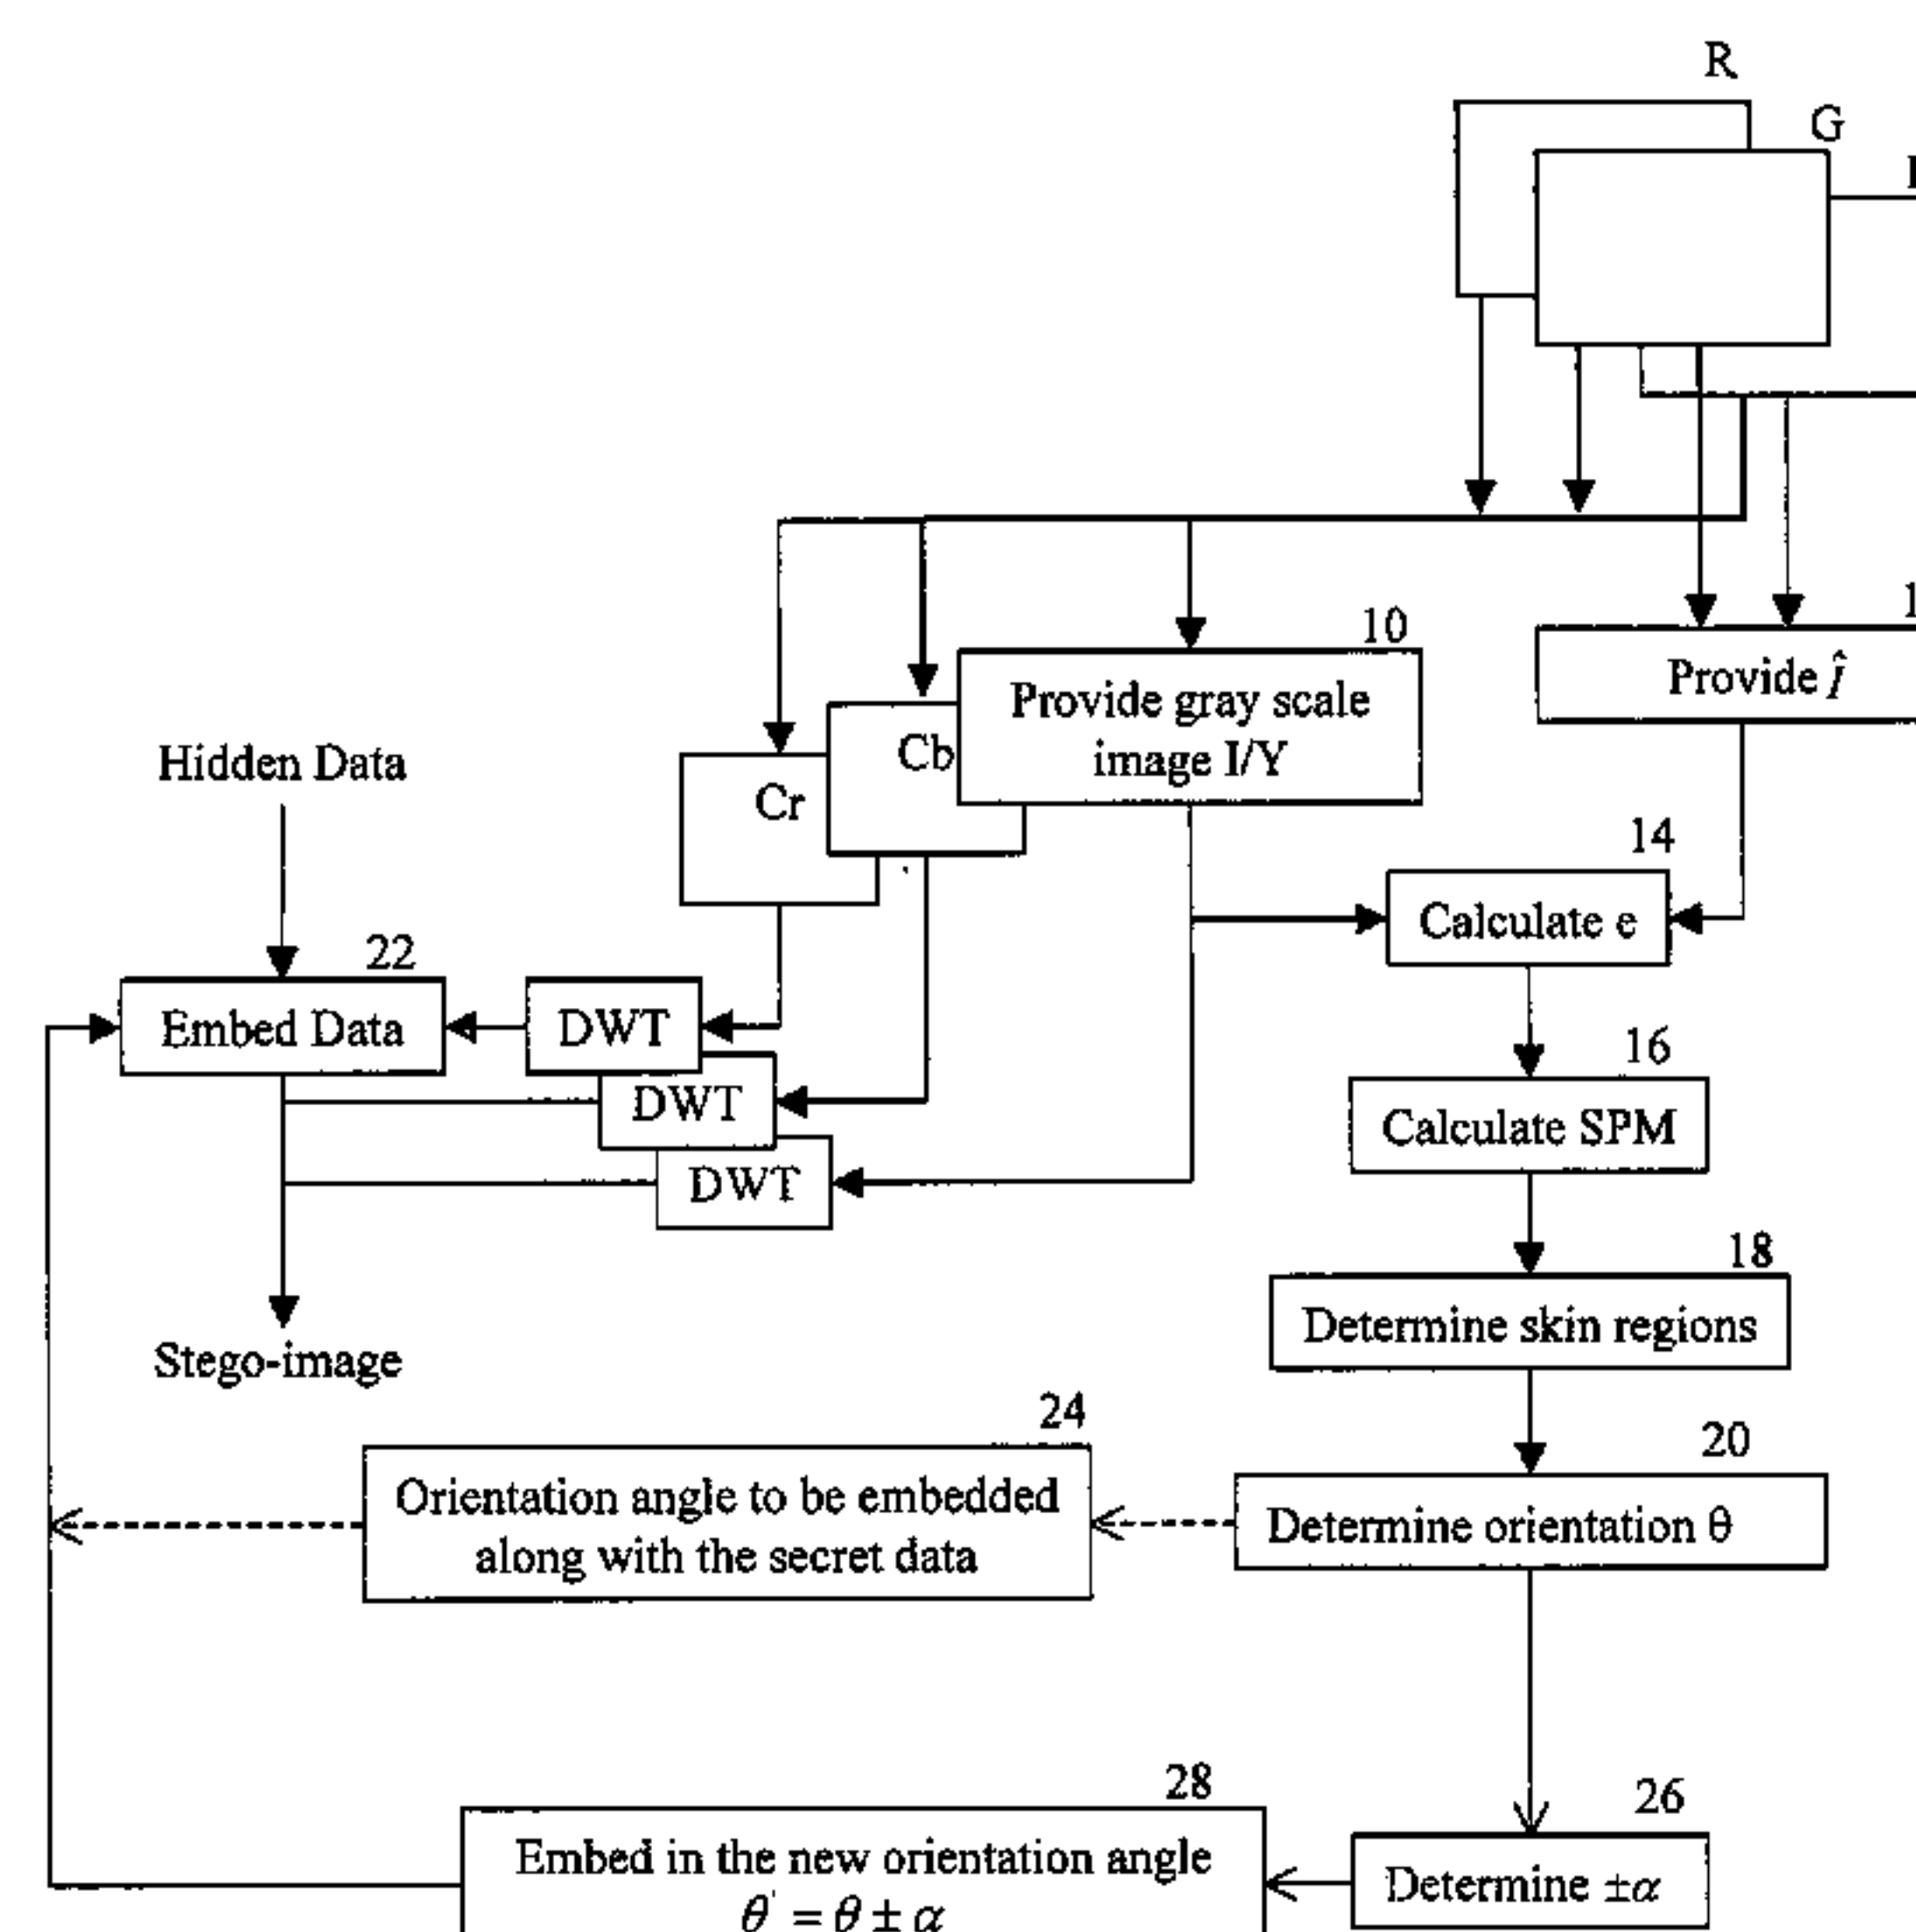 R
G
10
Provide gray scale
image I/Y
Provide Î
Cb
Cr
Hidden Data
14
Calculate e
22
Embed Data
DWT
DWT
DWT
16
Calculate SPM
18
Determine skin regions
Stego-image
24
Orientation angle to be embedded
along with the secret data
20
Determine orientation θ
28
Embed in the new orientation angle
θ' = θ ± α
26
Determine ±α